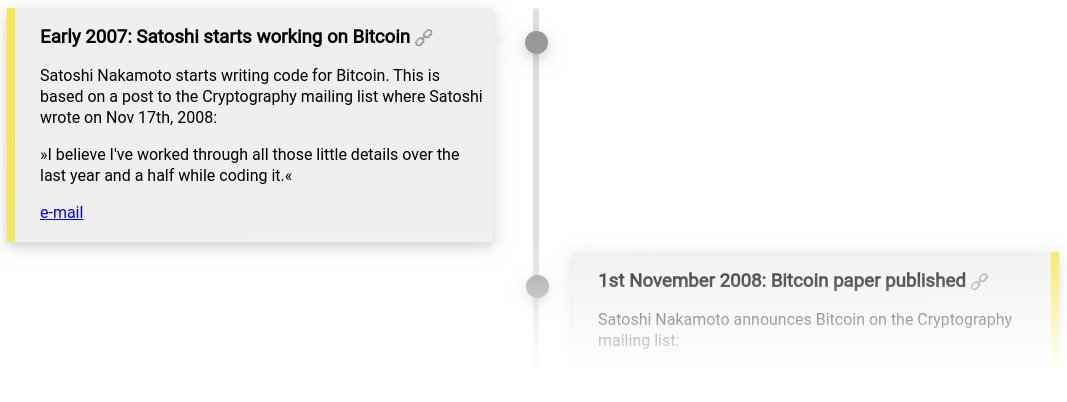 Early 2007: Satoshi starts working on Bitcoin
Satoshi Nakamoto starts writing code for Bitcoin. This is
based on a post to the Cryptography mailing list where Satoshi
wrote on Nov 17th, 2008:
»I believe I've worked through all those little details over the
last year and a half while coding it.«
e-mail
1st November 2008: Bitcoin paper published
Satoshi Nakamoto announces Bitcoin on the Cryptography
mailing list: